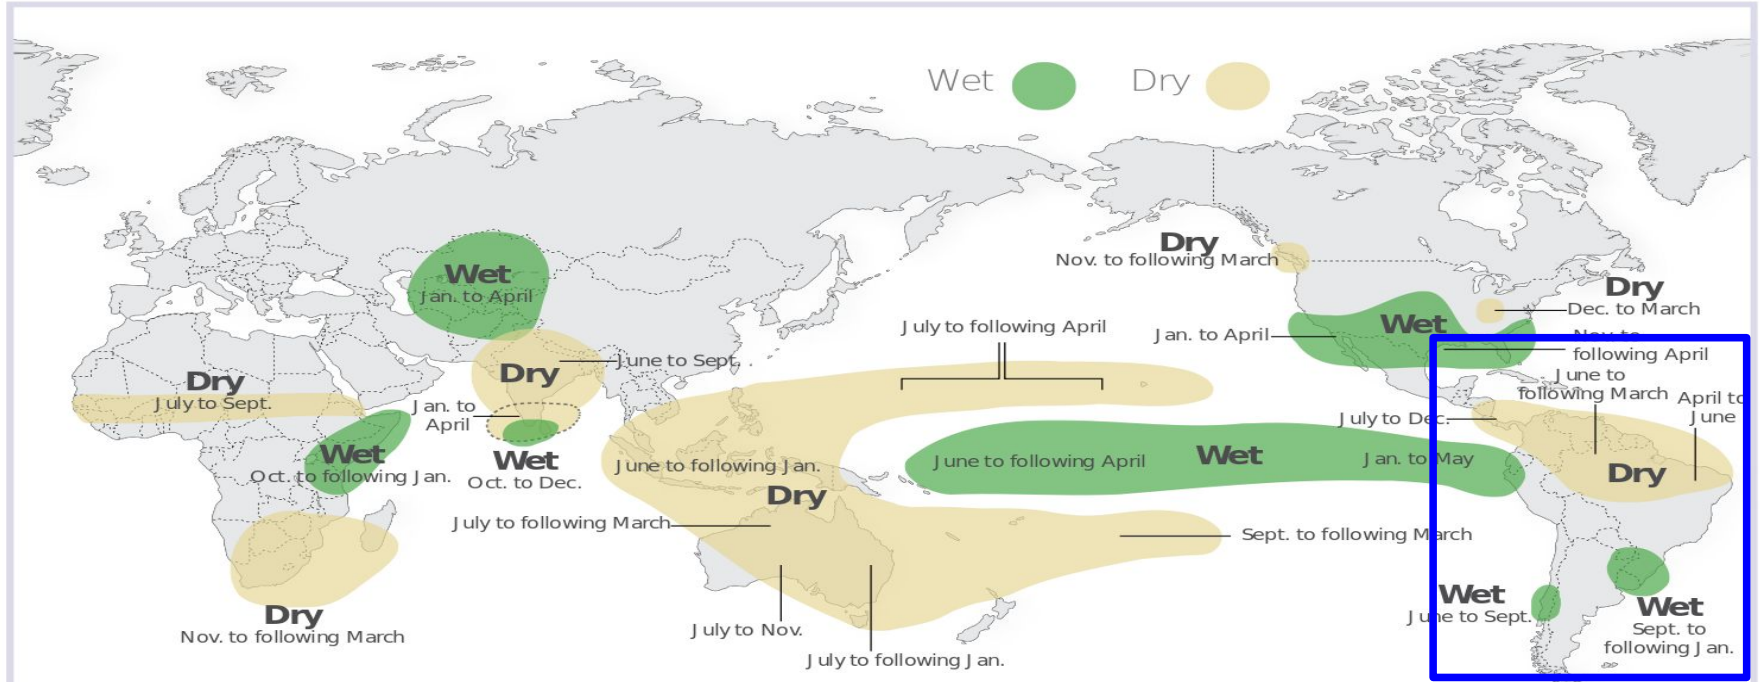 Wet
Dry
Dry
Nov. to following March
Dry
Dec. to March
Wet
Jan. to April
Wet
Jan. to April
July to following April
Nov. to
following April
June to
following March
April to
June
July to Dec.
Dry
June to Sept.
Dry
July to Sept.
Jan. to
April
Wet
Oct. to following Jan.
Wet
Oct. to Dec.
June to following Jan.
Dry
June to following April
Wet
Jan. to May
Dry
July to following March
Sept. to following March
Dry
Nov. to following March
July to Nov.
July to following Jan.
Wet
June to Sept.
Wet
Sept. to
following Jan.